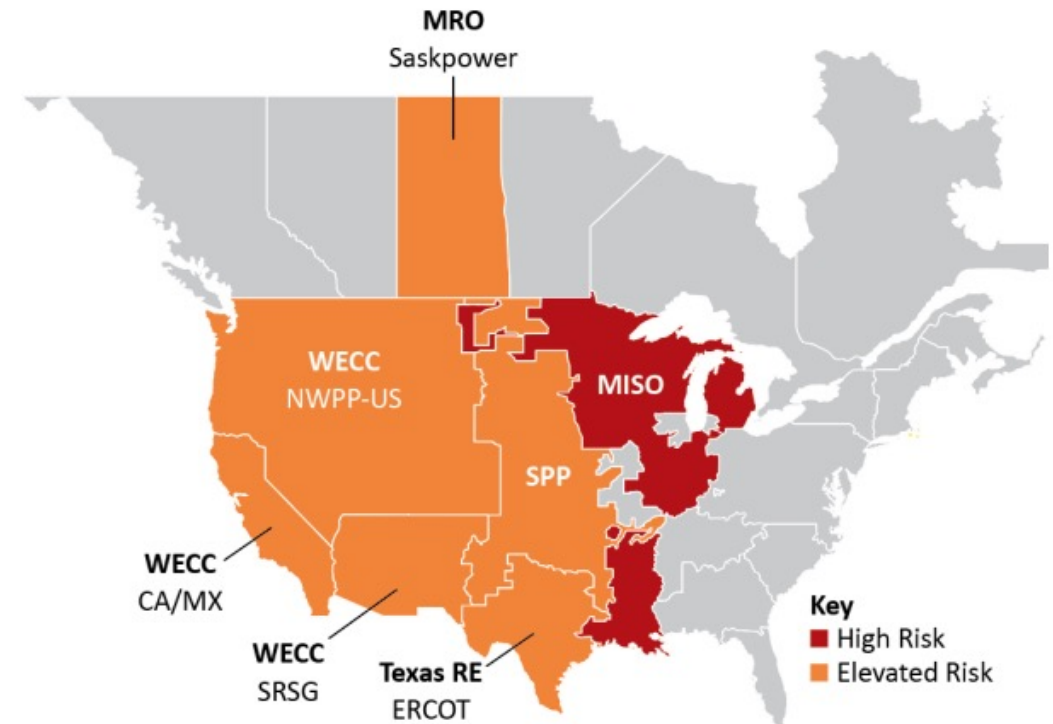 MRO
Saskpower
WECC
NWPP-US
MISO
SPP
WECC
CA/MX
WECC
SRSG
Texas RE
ERCOT
Key
High Risk
Elevated Risk